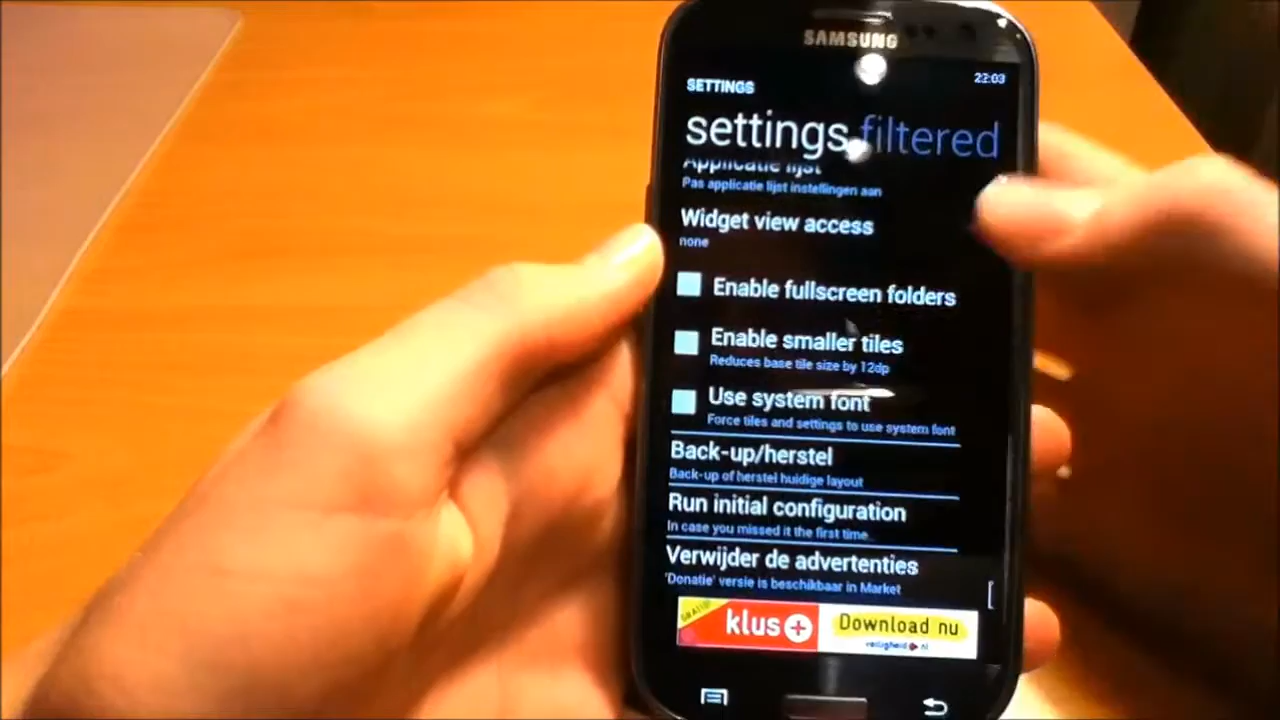 SAMSUNG
22:03
SETTINGS
settings filtered
Applicatie lijst
Pas applicatie lijst instellingen aan
Widget view access
none
Enable fullscreen folders
Enable smaller tiles
Reduces base tile size by 12dp
Use system font
Force tiles and settings to use system font
Back-up/herstel
Back-up of herstel huidige layout
Run initial configuration
In case you missed it the first time.
Verwijder de advertenties
'Donatie' versie is beschikbaar in Market
GRATIS!
klus+
Download nu
veiligheid.nl